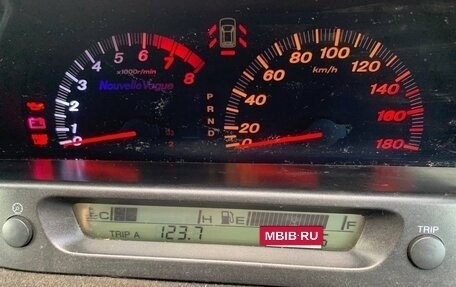 0 1 2 3 4 5 6 7 8
x1000r/min
Nouvelle Vague
P R N D
0 20 40 60 80 100 120 140 160 180
km/h
C H E F
TRIP A 123.7
MBIB·RU
TRIP